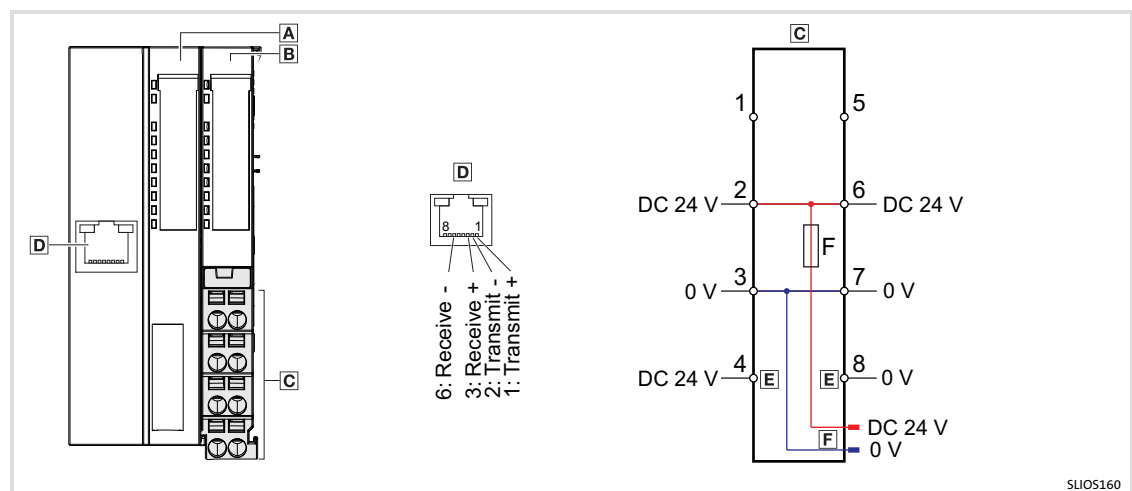 A
B
D
C
D
8 1
6: Receive -
3: Receive +
2: Transmit -
1: Transmit +
C
1 5
DC 24 V 2 6 DC 24 V
F
0 V 3 7 0 V
DC 24 V 4 E E 8 0 V
DC 24 V
F
0 V
SLIOS160